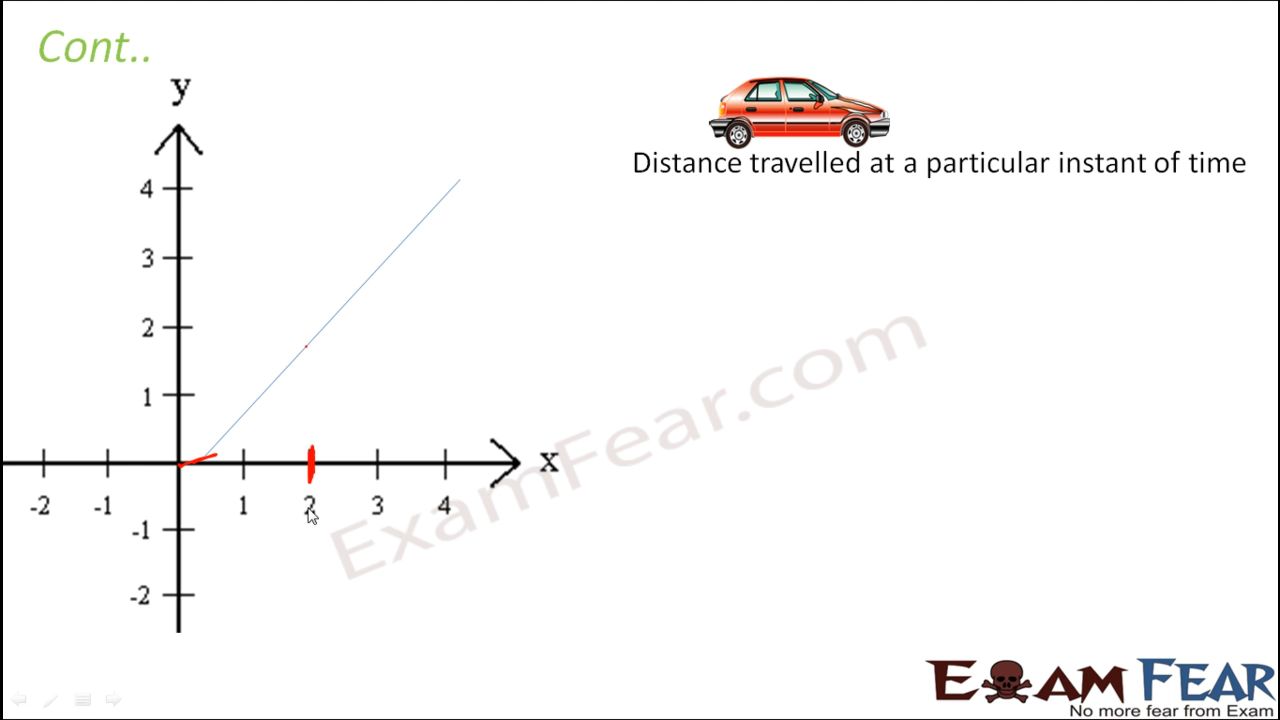 Cont..
y
Distance travelled at a particular instant of time
4
3
2
1
x
-2 -1 1 2 3 4
-1
-2
ExamFear.com
EXAM FEAR
No more fear from Exam